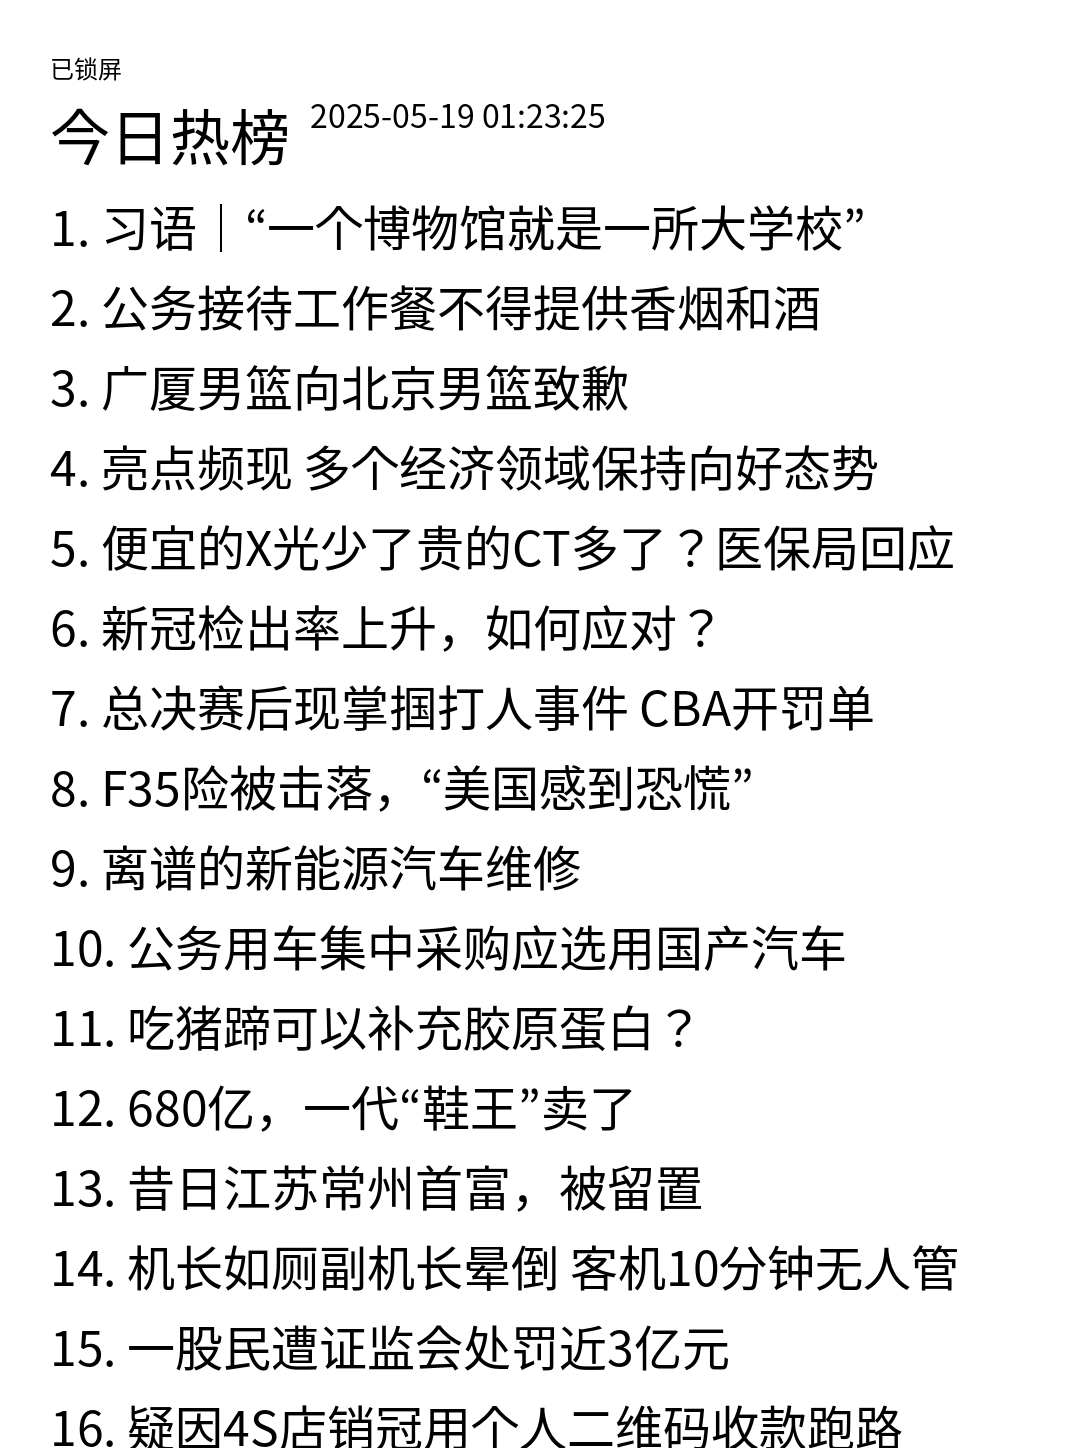 已锁屏
今日热榜 2025-05-19 01:23:25
1. 习语｜“一个博物馆就是一所大学校”
2. 公务接待工作餐不得提供香烟和酒
3. 广厦男篮向北京男篮致歉
4. 亮点频现 多个经济领域保持向好态势
5. 便宜的X光少了贵的CT多了？医保局回应
6. 新冠检出率上升，如何应对？
7. 总决赛后现掌掴打人事件 CBA开罚单
8. F35险被击落，“美国感到恐慌”
9. 离谱的新能源汽车维修
10. 公务用车集中采购应选用国产汽车
11. 吃猪蹄可以补充胶原蛋白？
12. 680亿，一代“鞋王”卖了
13. 昔日江苏常州首富，被留置
14. 机长如厕副机长晕倒 客机10分钟无人管
15. 一股民遭证监会处罚近3亿元
16. 疑因4S店销冠用个人二维码收款跑路